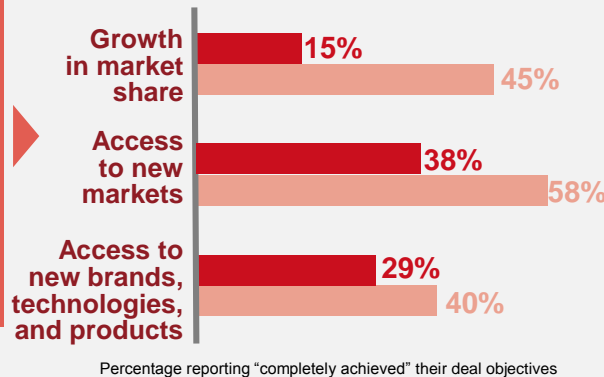 Growth
in market
share
15%
45%
Access
to new
markets
38%
58%
Access to
new brands,
technologies,
and products
29%
40%
Percentage reporting “completely achieved” their deal objectives